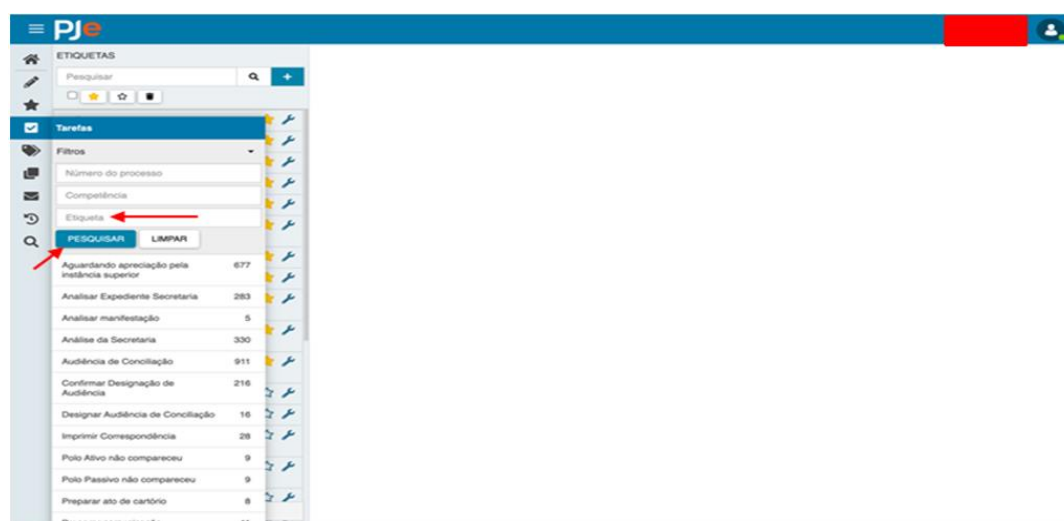 PJe
ETIQUETAS
Pesquisar
Tarefas
Filtros
Número do processo
Competência
Etiqueta
PESQUISAR LIMPAR
Aguardando apreciação pela 677
instância superior
Analisar Expediente Secretaria 283
Analisar manifestação 5
Análise da Secretaria 330
Audiência de Conciliação 911
Confirmar Designação de 216
Audiência
Designar Audiência de Conciliação 16
Imprimir Correspondência 28
Polo Ativo não compareceu 9
Polo Passivo não compareceu 9
Preparar ato de cartório 8